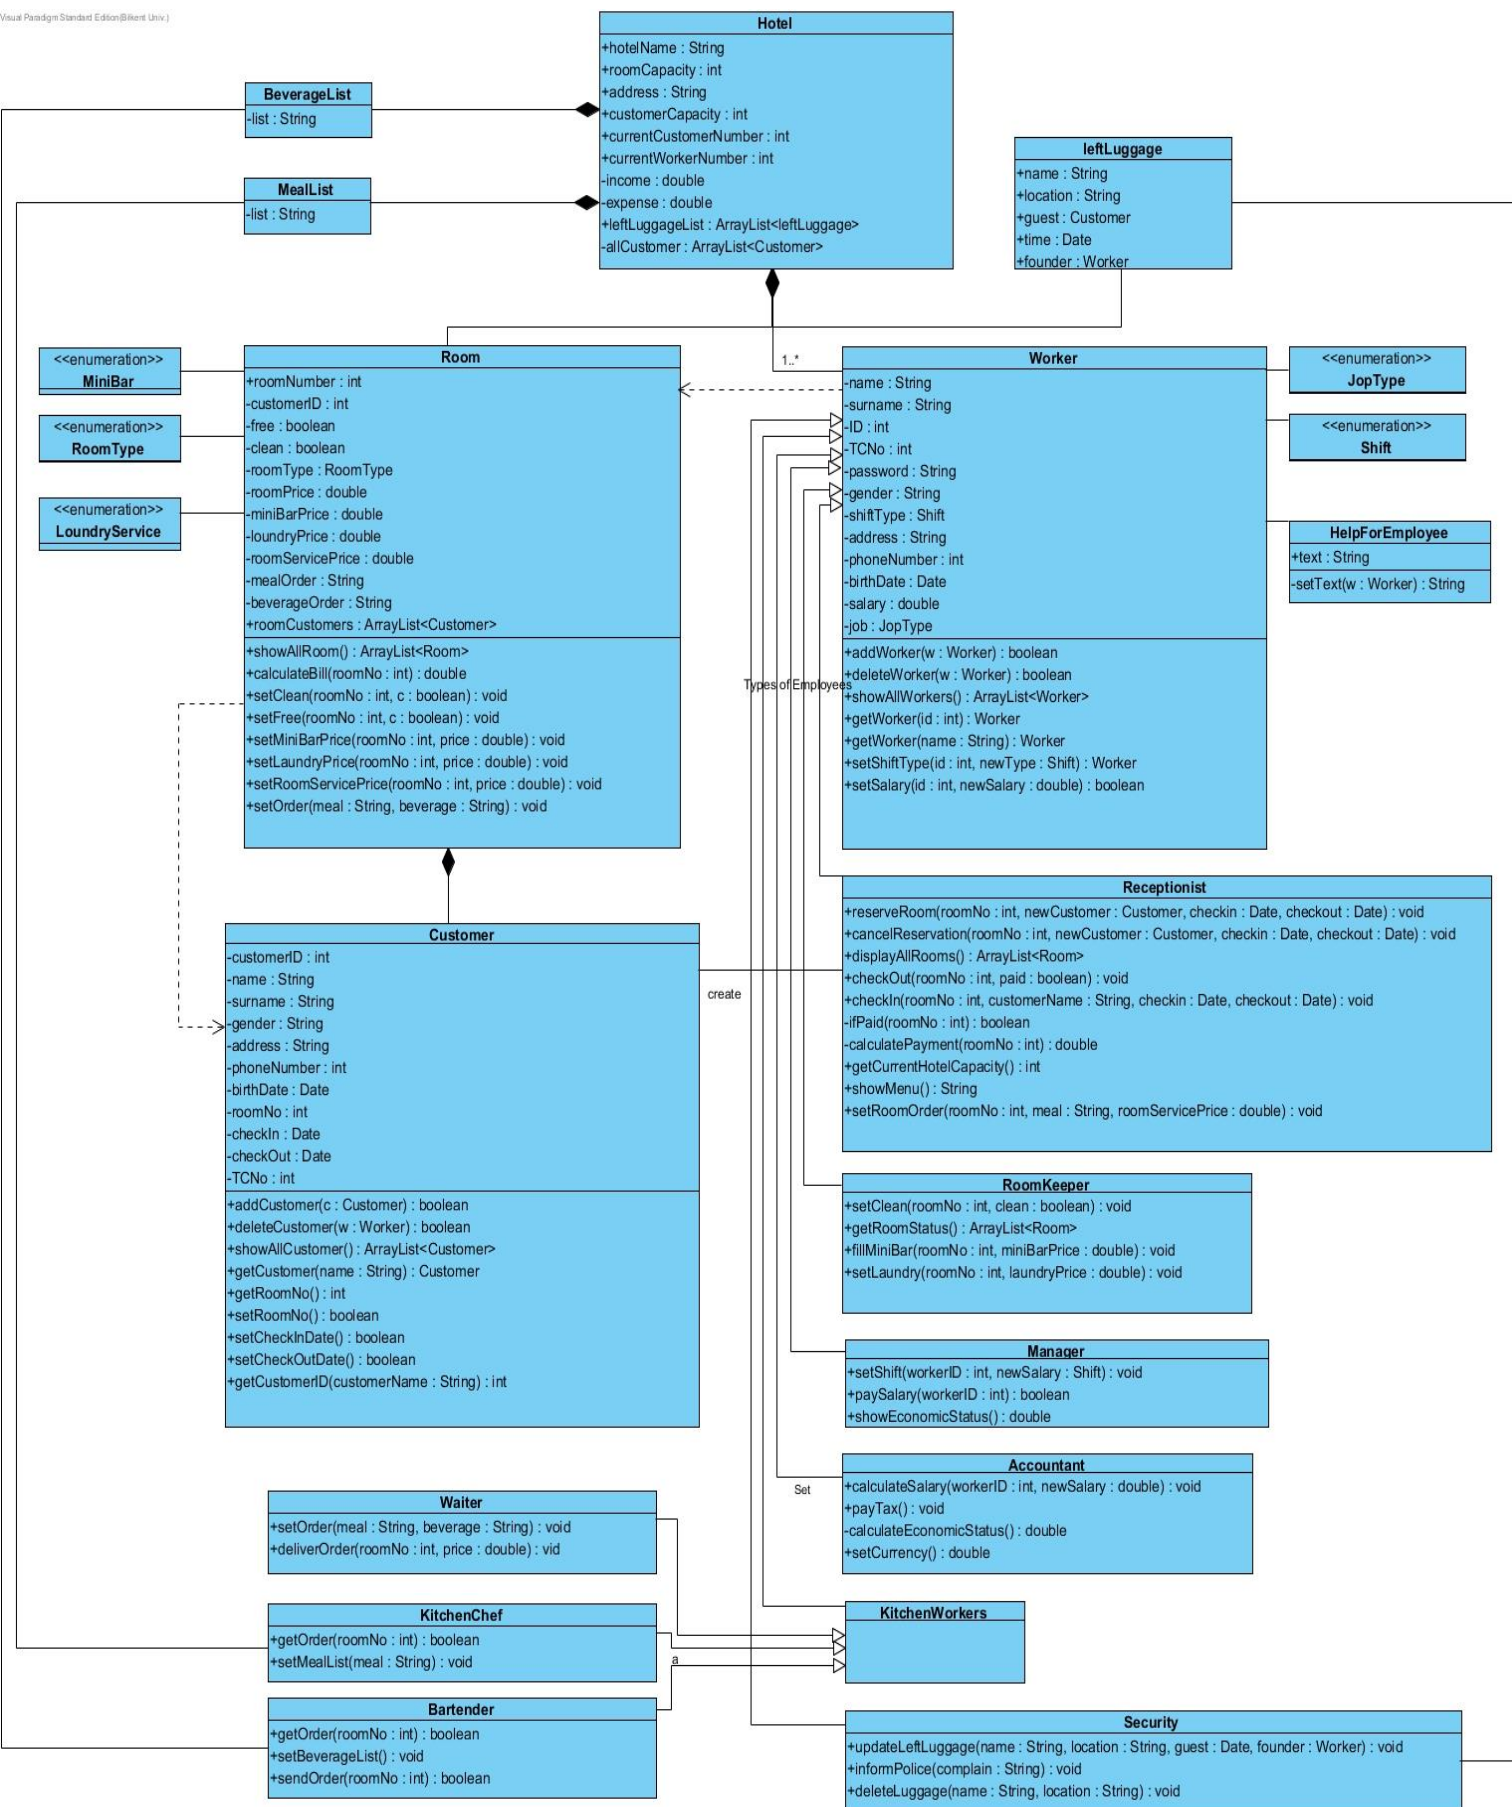 Visual Paradigm Standard Edition(Bilkent Univ.)
Hotel
+hotelName : String
+roomCapacity : int
+address : String
+customerCapacity : int
+currentCustomerNumber : int
+currentWorkerNumber : int
-income : double
-expense : double
+leftLuggageList : ArrayList<leftLuggage>
-allCustomer : ArrayList<Customer>
BeverageList
-list : String
MealList
-list : String
leftLuggage
+name : String
+location : String
+guest : Customer
+time : Date
+founder : Worker
<<enumeration>>
MiniBar
<<enumeration>>
RoomType
<<enumeration>>
LoundryService
Room
+roomNumber : int
-customerID : int
-free : boolean
-clean : boolean
-roomType : RoomType
-roomPrice : double
-miniBarPrice : double
-loundryPrice : double
-roomServicePrice : double
-mealOrder : String
-beverageOrder : String
+roomCustomers : ArrayList<Customer>
+showAllRoom() : ArrayList<Room>
+calculateBill(roomNo : int) : double
+setClean(roomNo : int, c : boolean) : void
+setFree(roomNo : int, c : boolean) : void
+setMiniBarPrice(roomNo : int, price : double) : void
+setLaundryPrice(roomNo : int, price : double) : void
+setRoomServicePrice(roomNo : int, price : double) : void
+setOrder(meal : String, beverage : String) : void
1..*
Worker
-name : String
-surname : String
-ID : int
-TCNo : int
-password : String
-gender : String
-shiftType : Shift
-address : String
-phoneNumber : int
-birthDate : Date
-salary : double
-job : JopType
+addWorker(w : Worker) : boolean
+deleteWorker(w : Worker) : boolean
+showAllWorkers() : ArrayList<Worker>
+getWorker(id : int) : Worker
+getWorker(name : String) : Worker
+setShiftType(id : int, newType : Shift) : Worker
+setSalary(id : int, newSalary : double) : boolean
Types of Employees
<<enumeration>>
JopType
<<enumeration>>
Shift
HelpForEmployee
+text : String
-setText(w : Worker) : String
Customer
-customerID : int
-name : String
-surname : String
-gender : String
-address : String
-phoneNumber : int
-birthDate : Date
-roomNo : int
-checkIn : Date
-checkOut : Date
-TCNo : int
+addCustomer(c : Customer) : boolean
+deleteCustomer(w : Worker) : boolean
+showAllCustomer() : ArrayList<Customer>
+getCustomer(name : String) : Customer
+getRoomNo() : int
+setRoomNo() : boolean
+setCheckInDate() : boolean
+setCheckOutDate() : boolean
+getCustomerID(customerName : String) : int
create
Receptionist
+reserveRoom(roomNo : int, newCustomer : Customer, checkin : Date, checkout : Date) : void
+cancelReservation(roomNo : int, newCustomer : Customer, checkin : Date, checkout : Date) : void
+displayAllRooms() : ArrayList<Room>
+checkOut(roomNo : int, paid : boolean) : void
+checkIn(roomNo : int, customerName : String, checkin : Date, checkout : Date) : void
-ifPaid(roomNo : int) : boolean
-calculatePayment(roomNo : int) : double
+getCurrentHotelCapacity() : int
+showMenu() : String
+setRoomOrder(roomNo : int, meal : String, roomServicePrice : double) : void
RoomKeeper
+setClean(roomNo : int, clean : boolean) : void
+getRoomStatus() : ArrayList<Room>
+fillMiniBar(roomNo : int, miniBarPrice : double) : void
+setLaundry(roomNo : int, laundryPrice : double) : void
Manager
+setShift(workerID : int, newSalary : Shift) : void
+paySalary(workerID : int) : boolean
+showEconomicStatus() : double
Accountant
+calculateSalary(workerID : int, newSalary : double) : void
+payTax() : void
-calculateEconomicStatus() : double
+setCurrency() : double
Set
Waiter
+setOrder(meal : String, beverage : String) : void
+deliverOrder(roomNo : int, price : double) : vid
KitchenChef
+getOrder(roomNo : int) : boolean
+setMealList(meal : String) : void
a
Bartender
+getOrder(roomNo : int) : boolean
+setBeverageList() : void
+sendOrder(roomNo : int) : boolean
KitchenWorkers
Security
+updateLeftLuggage(name : String, location : String, guest : Date, founder : Worker) : void
+informPolice(complain : String) : void
+deleteLuggage(name : String, location : String) : void